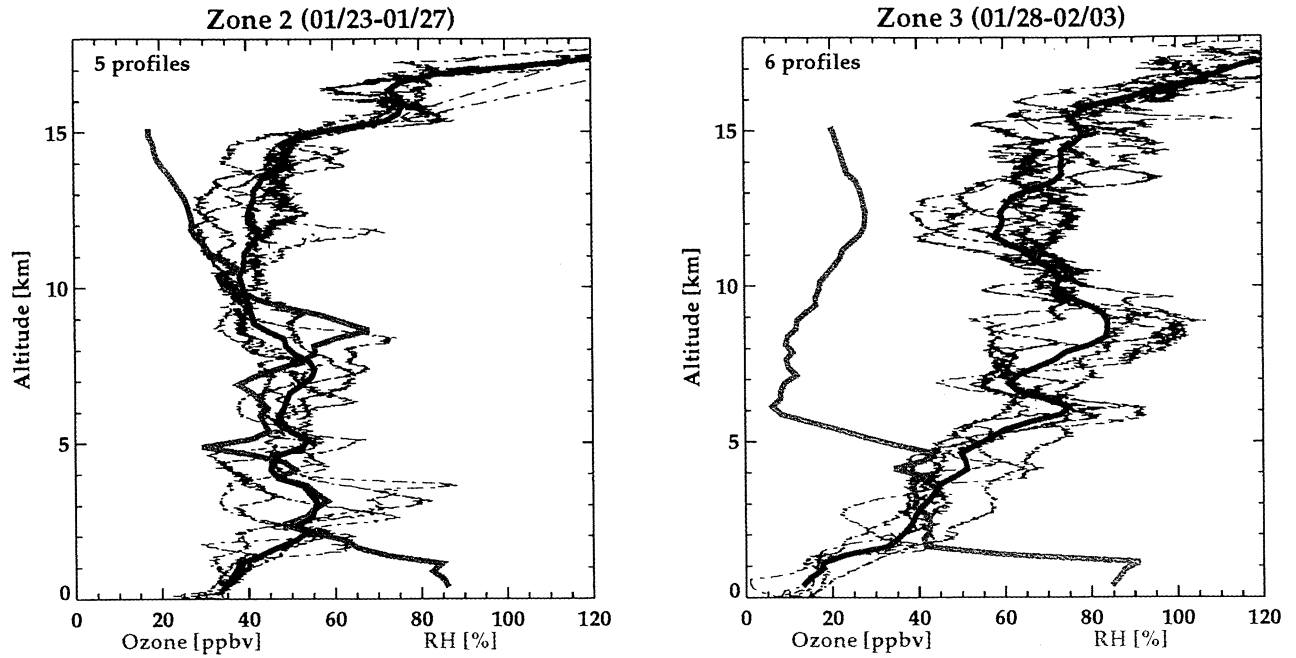 Zone 2 (01/23-01/27)
5 profiles
15
10
5
0
Altitude [km]
0 20 40 60 80 100 120
Ozone [ppbv] RH [%]
Zone 3 (01/28-02/03)
6 profiles
15
10
5
0
Altitude [km]
0 20 40 60 80 100 120
Ozone [ppbv] RH [%]